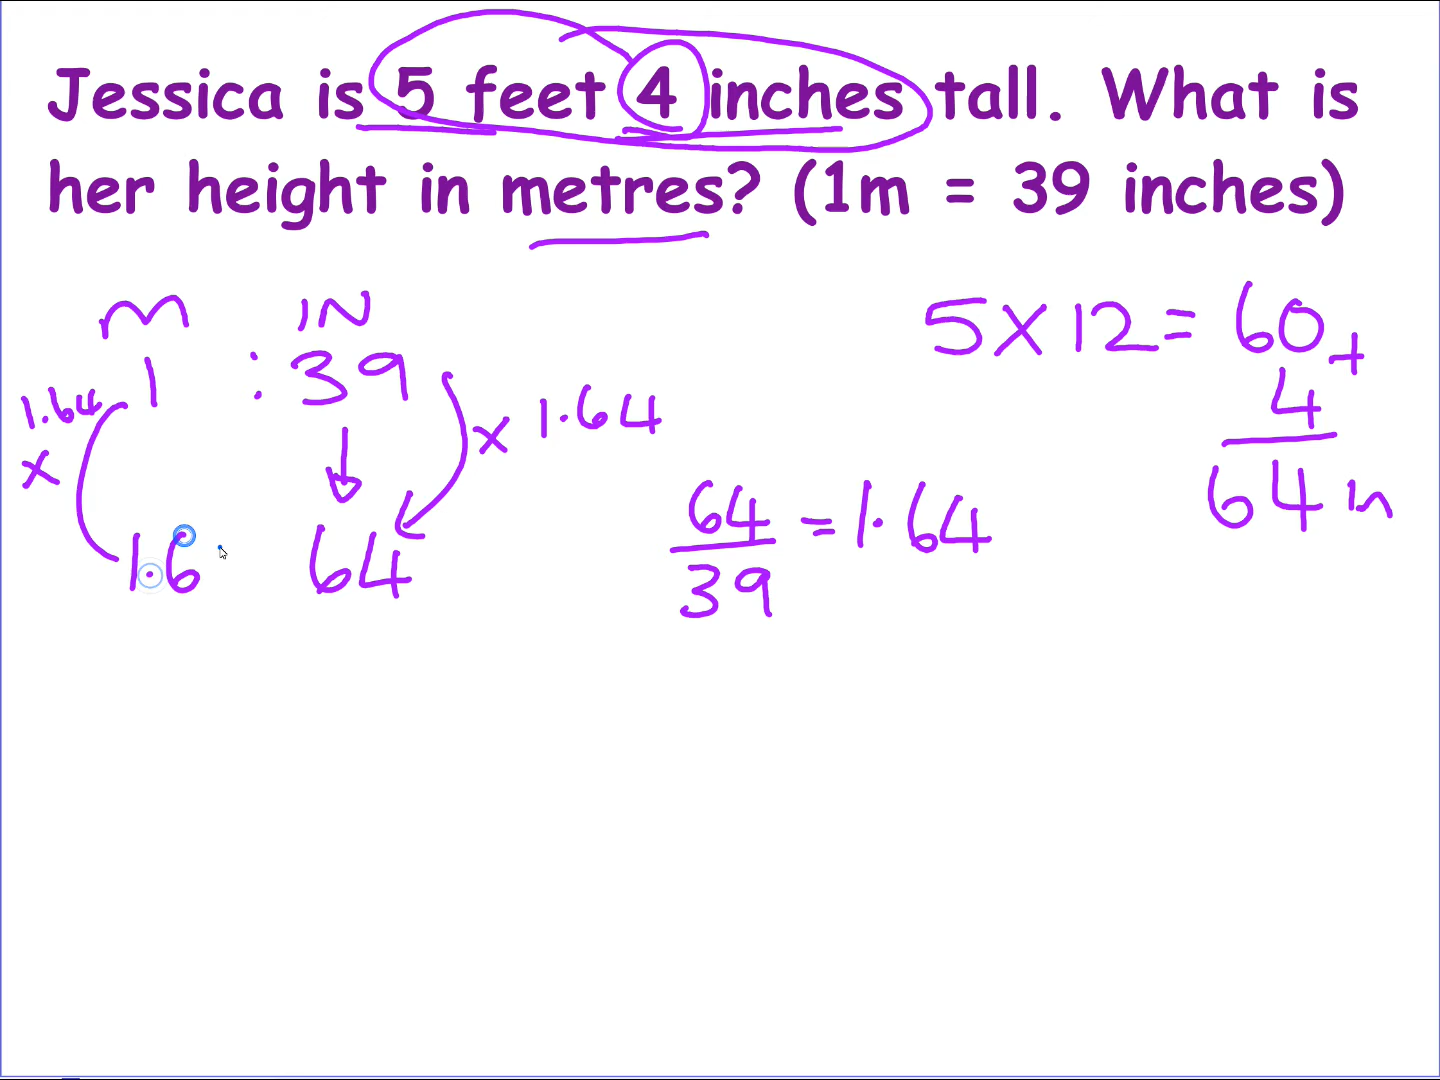 Jessica is 5 feet 4 inches tall. What is
her height in metres? (1m = 39 inches)
M IN
1 : 39
1.64
x
x 1.64
1.6 64
64
39
= 1.64
5 x 12 = 60 +
4
64 in